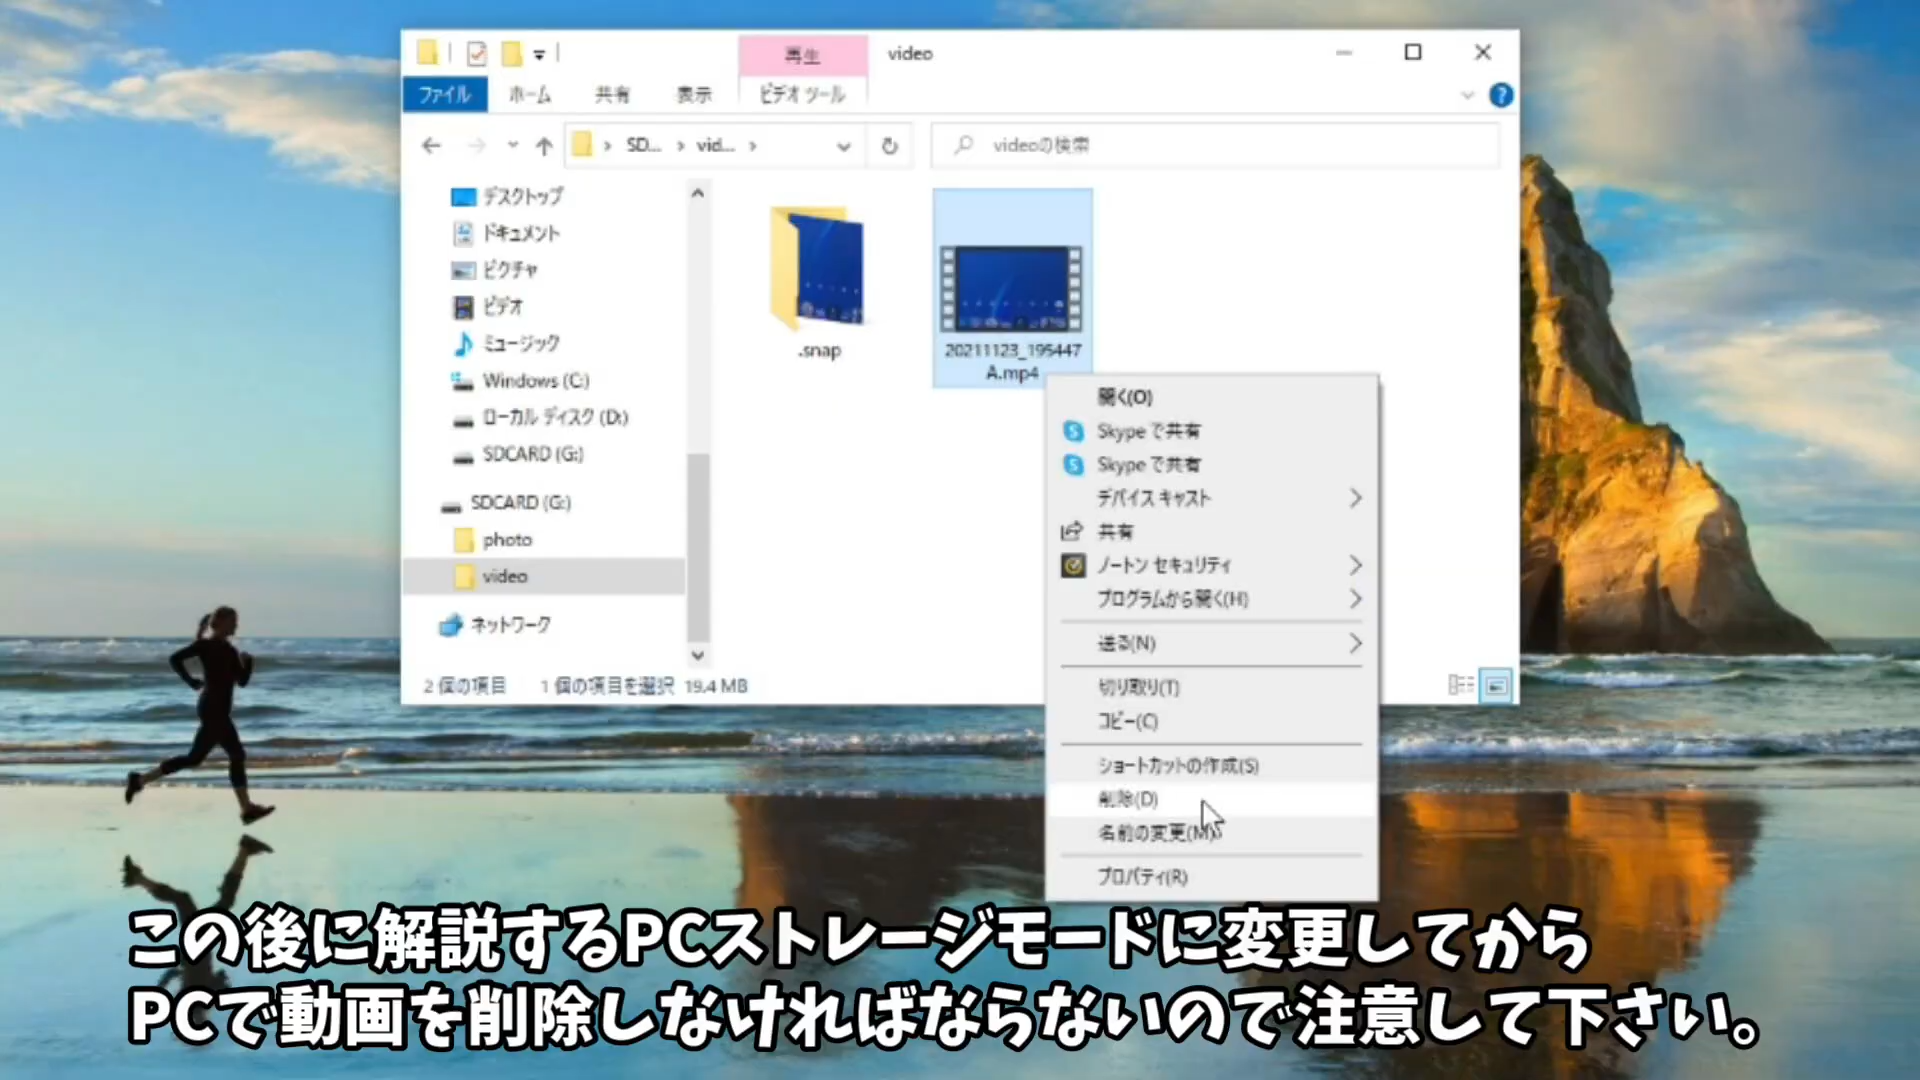 再生
video
ファイル
ホーム
共有
表示
ビデオ ツール
SD...
vid...
videoの検索
デスクトップ
ドキュメント
ピクチャ
ビデオ
ミュージック
Windows (C:)
ローカル ディスク (D:)
SDCARD (G:)
SDCARD (G:)
photo
video
ネットワーク
.snap
20211123_195447
A.mp4
開く(O)
Skype で共有
Skype で共有
デバイス キャスト
共有
ノートン セキュリティ
プログラムから開く(H)
送る(N)
切り取り(T)
コピー(C)
ショートカットの作成(S)
削除(D)
名前の変更(M)
プロパティ(R)
2 個の項目
1 個の項目を選択 19.4 MB
この後に解説するPCストレージモードに変更してから
PCで動画を削除しなければならないので注意して下さい。